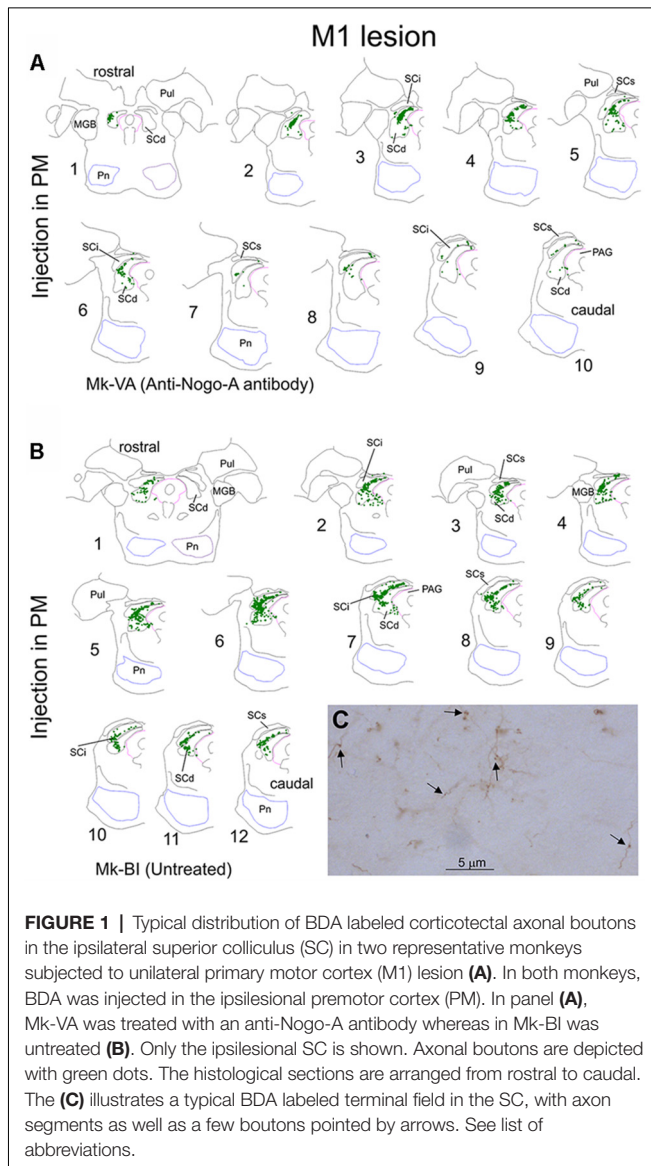 M1 lesion
A
rostral
Pul
MGB
SCd
Pn
1
2
SCi
SCd
3
4
Pul
SCs
5
Injection in PM
SCi
SCd
6
SCs
Pn
7
8
SCi
9
SCs
PAG
SCd
caudal
10
Mk-VA (Anti-Nogo-A antibody)
B
rostral
Pul
MGB
SCd
Pn
1
SCi
2
Pul
SCs
SCd
3
MGB
4
Injection in PM
Pul
Pn
5
6
SCi
PAG
SCd
7
SCs
8
9
SCi
10
SCd
11
SCs
caudal
Pn
12
Mk-BI (Untreated)
C
5 µm
FIGURE 1 | Typical distribution of BDA labeled corticotectal axonal boutons
in the ipsilateral superior colliculus (SC) in two representative monkeys
subjected to unilateral primary motor cortex (M1) lesion (A). In both monkeys,
BDA was injected in the ipsilesional premotor cortex (PM). In panel (A),
Mk-VA was treated with an anti-Nogo-A antibody whereas in Mk-BI was
untreated (B). Only the ipsilesional SC is shown. Axonal boutons are depicted
with green dots. The histological sections are arranged from rostral to caudal.
The (C) illustrates a typical BDA labeled terminal field in the SC, with axon
segments as well as a few boutons pointed by arrows. See list of
abbreviations.